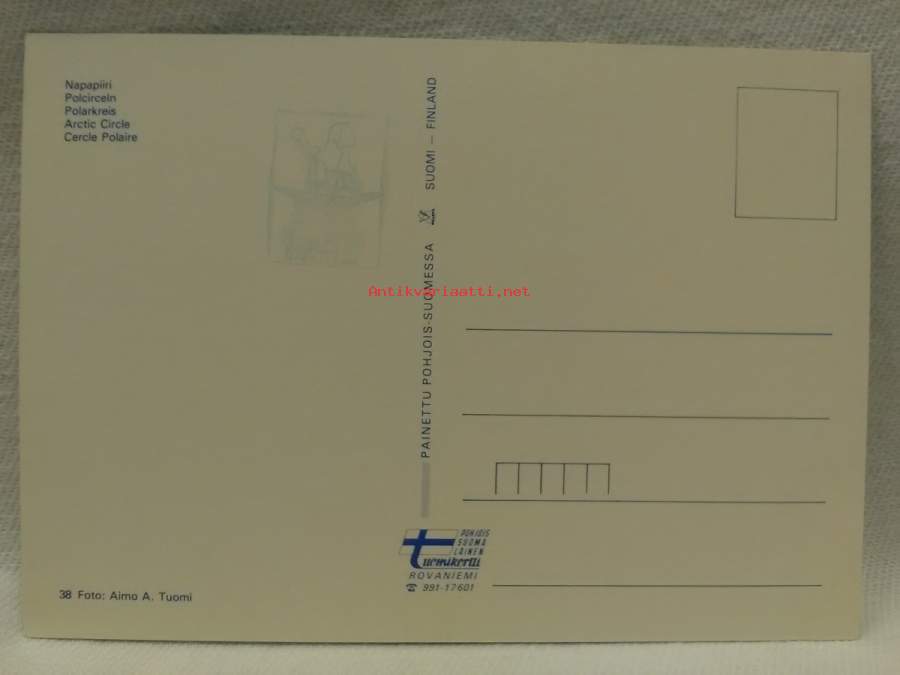 Napapiiri
Polcirceln
Polarkreis
Arctic Circle
Cercle Polaire
PAINETTU POHJOIS-SUOMESSA SUOMI — FINLAND
Antikvariaatti.net
POHJOIS
SUOMA
LAINEN
tuomikortti
ROVANIEMI
☎ 991-17601
38 Foto: Aimo A. Tuomi